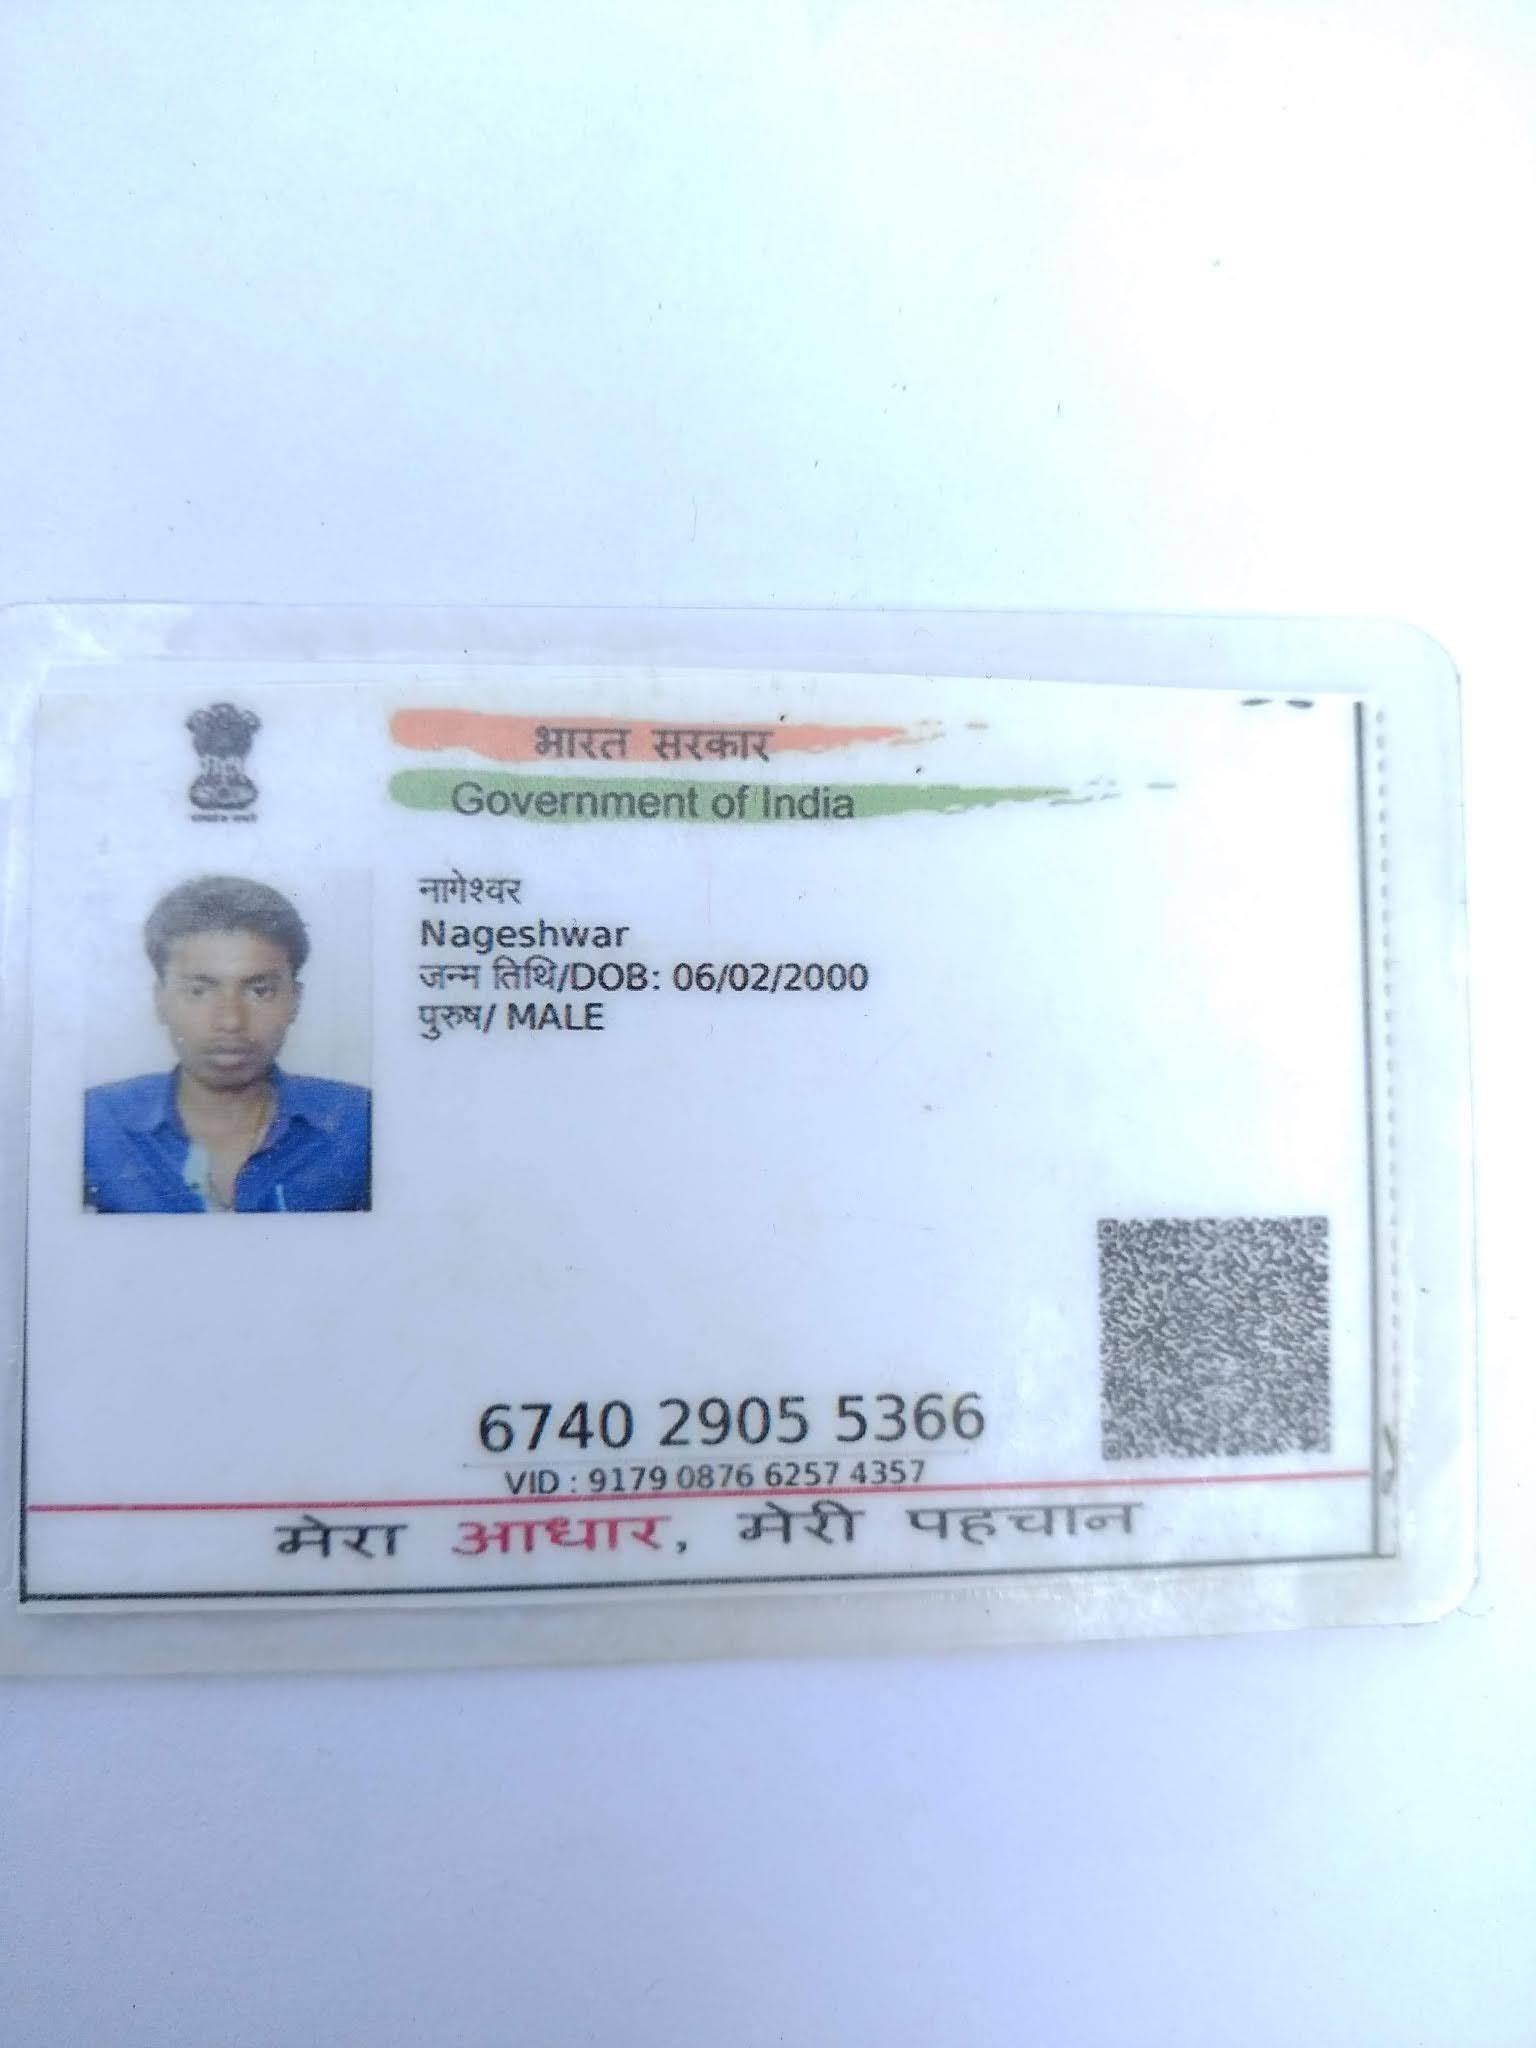 भारत सरकार
Government of India
नागेश्वर
Nageshwar
जन्म तिथि/DOB: 06/02/2000
पुरुष/ MALE
6740 2905 5366
VID : 9179 0876 6257 4357
मेरा आधार, मेरी पहचान